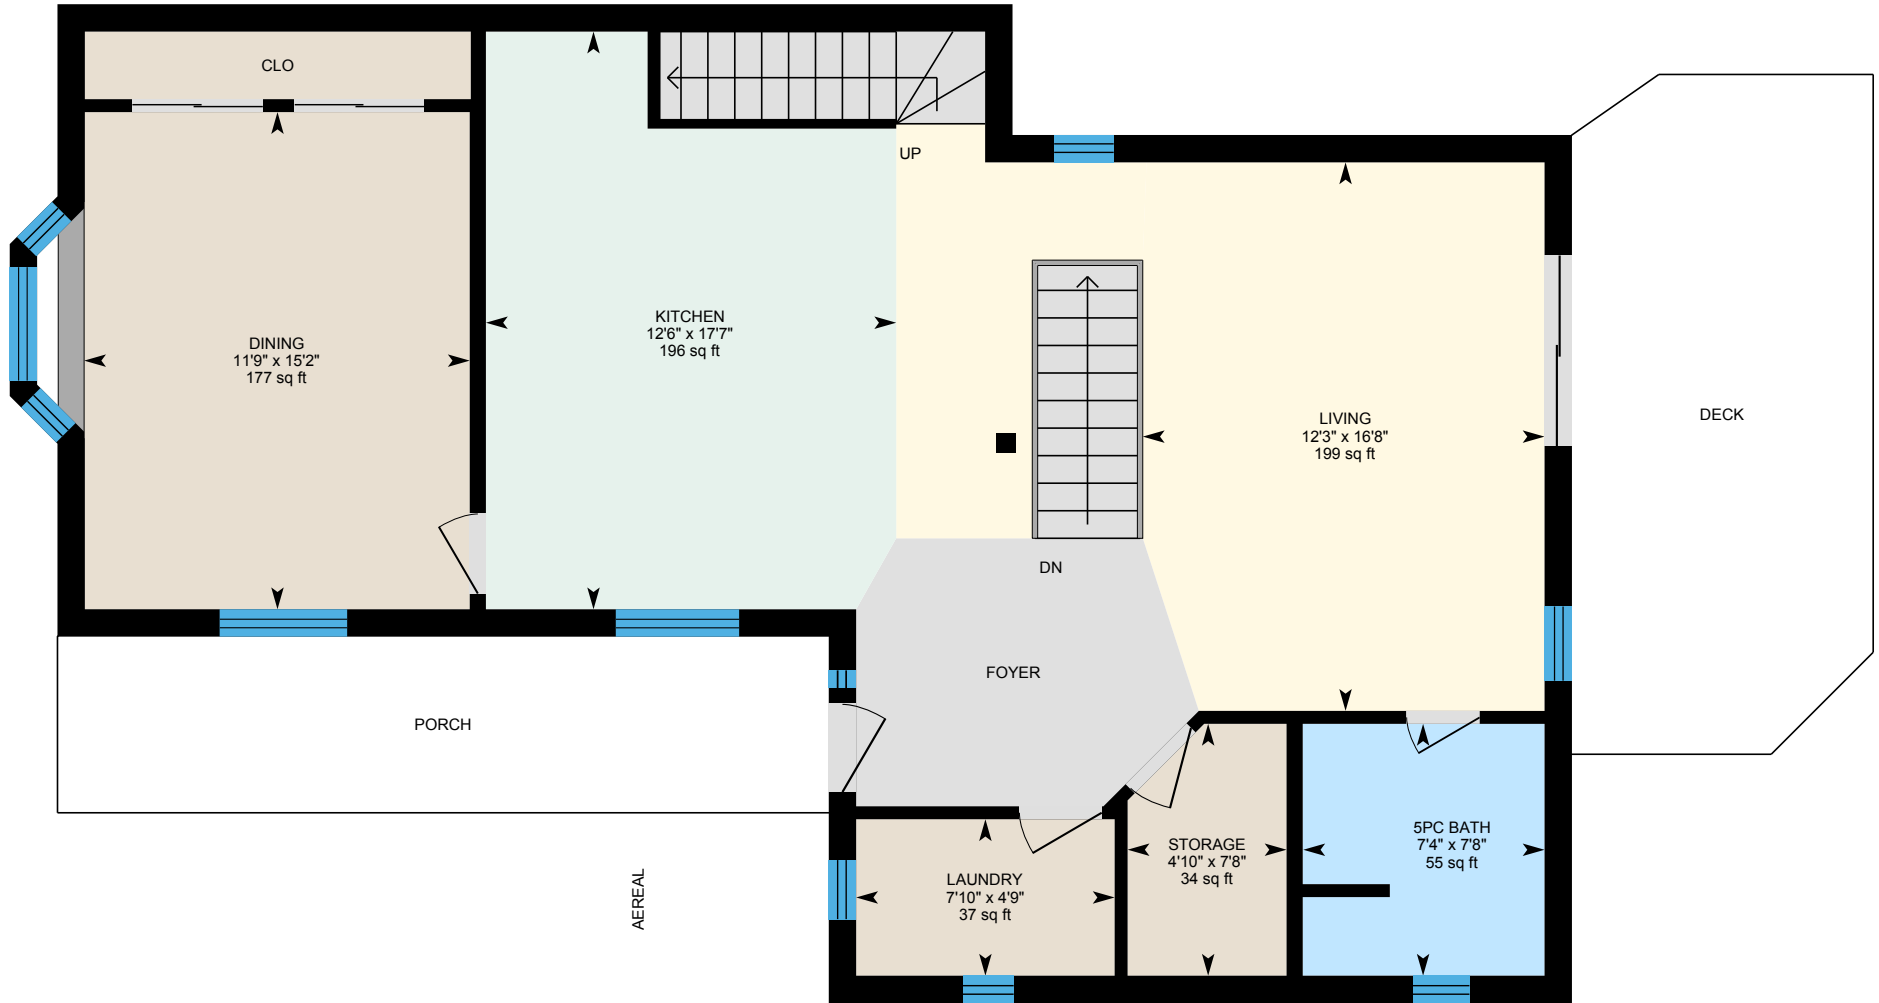 CLO
UP
DINING
11'9" x 15'2"
177 sq ft
KITCHEN
12'6" x 17'7"
196 sq ft
LIVING
12'3" x 16'8"
199 sq ft
DECK
DN
FOYER
PORCH
AEREAL
LAUNDRY
7'10" x 4'9"
37 sq ft
STORAGE
4'10" x 7'8"
34 sq ft
5PC BATH
7'4" x 7'8"
55 sq ft